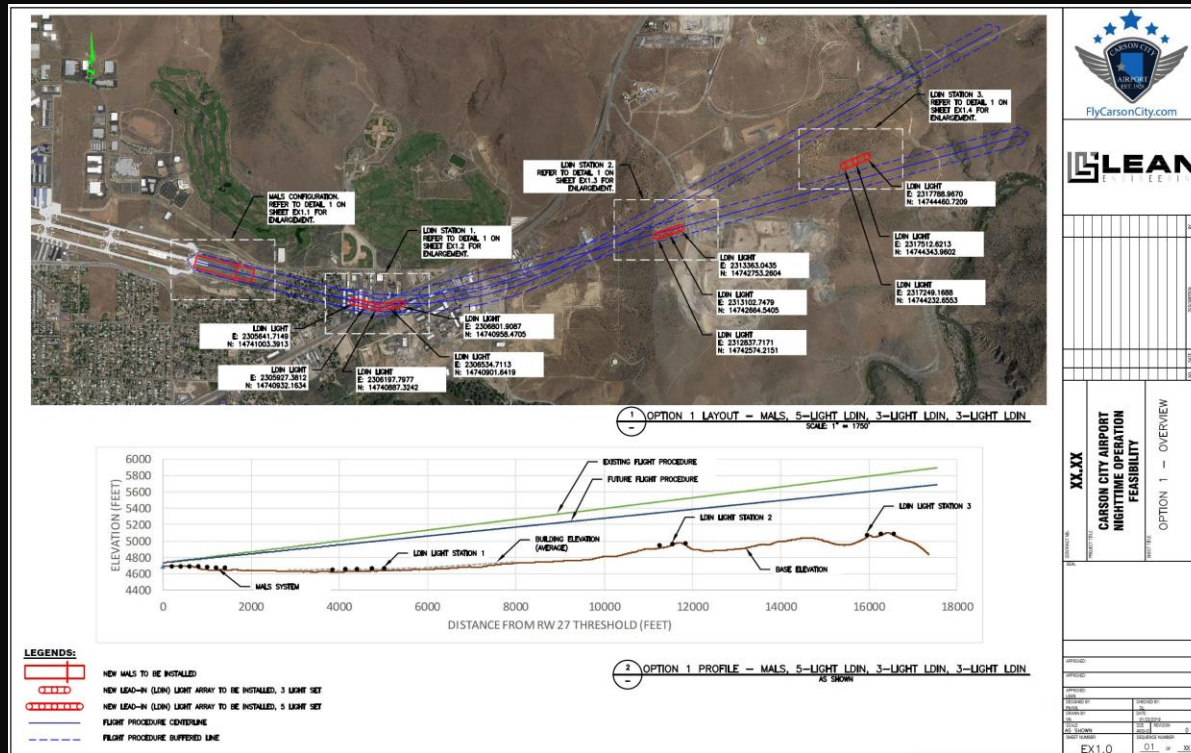 MALS CONFIGURATION.
REFER TO DETAIL 1 ON
SHEET EX1.1 FOR
ENLARGEMENT.
LDIN STATION 1.
REFER TO DETAIL 1 ON
SHEET EX1.2 FOR
ENLARGEMENT.
LDIN STATION 2.
REFER TO DETAIL 1 ON
SHEET EX1.3 FOR
ENLARGEMENT.
LDIN STATION 3.
REFER TO DETAIL 1 ON
SHEET EX1.4 FOR
ENLARGEMENT.
LDIN LIGHT
E: 2317788.9670
N: 14744460.7209
LDIN LIGHT
E: 2317512.6213
N: 14744343.9602
LDIN LIGHT
E: 2317249.1688
N: 14744232.6553
LDIN LIGHT
E: 2313363.0435
N: 14742753.2604
LDIN LIGHT
E: 2313102.7479
N: 14742664.5405
LDIN LIGHT
E: 2312837.7171
N: 14742574.2151
LDIN LIGHT
E: 2306801.9087
N: 14740958.4705
LDIN LIGHT
E: 2306534.7113
N: 14740901.6419
LDIN LIGHT
E: 2306197.7977
N: 14740887.3242
LDIN LIGHT
E: 2305927.3812
N: 14740932.1634
LDIN LIGHT
E: 2305641.7149
N: 14741003.3913
1
OPTION 1 LAYOUT - MALS, 5-LIGHT LDIN, 3-LIGHT LDIN, 3-LIGHT LDIN
SCALE: 1" = 1750'
ELEVATION (FEET)
6000
5800
5600
5400
5200
5000
4800
4600
4400
EXISTING FLIGHT PROCEDURE
FUTURE FLIGHT PROCEDURE
LDIN LIGHT STATION 1
BUILDING ELEVATION
(AVERAGE)
LDIN LIGHT STATION 2
LDIN LIGHT STATION 3
MALS SYSTEM
BASE ELEVATION
0 2000 4000 6000 8000 10000 12000 14000 16000 18000
DISTANCE FROM RW 27 THRESHOLD (FEET)
2
OPTION 1 PROFILE - MALS, 5-LIGHT LDIN, 3-LIGHT LDIN, 3-LIGHT LDIN
AS SHOWN
LEGENDS:
NEW MALS TO BE INSTALLED
NEW LEAD-IN (LDIN) LIGHT ARRAY TO BE INSTALLED, 3 LIGHT SET
NEW LEAD-IN (LDIN) LIGHT ARRAY TO BE INSTALLED, 5 LIGHT SET
FLIGHT PROCEDURE CENTERLINE
FLIGHT PROCEDURE BUFFERED LINE
CARSON CITY
AIRPORT
EST. 1928
FlyCarsonCity.com
LEAN
XX.XX
CARSON CITY AIRPORT
NIGHTTIME OPERATION
FEASIBILITY
OPTION 1 - OVERVIEW
APPROVED:
APPROVED:
APPROVED:
AS SHOWN
SHEET NUMBER
SEQUENCE NUMBER
EX1.0
01 OF XX